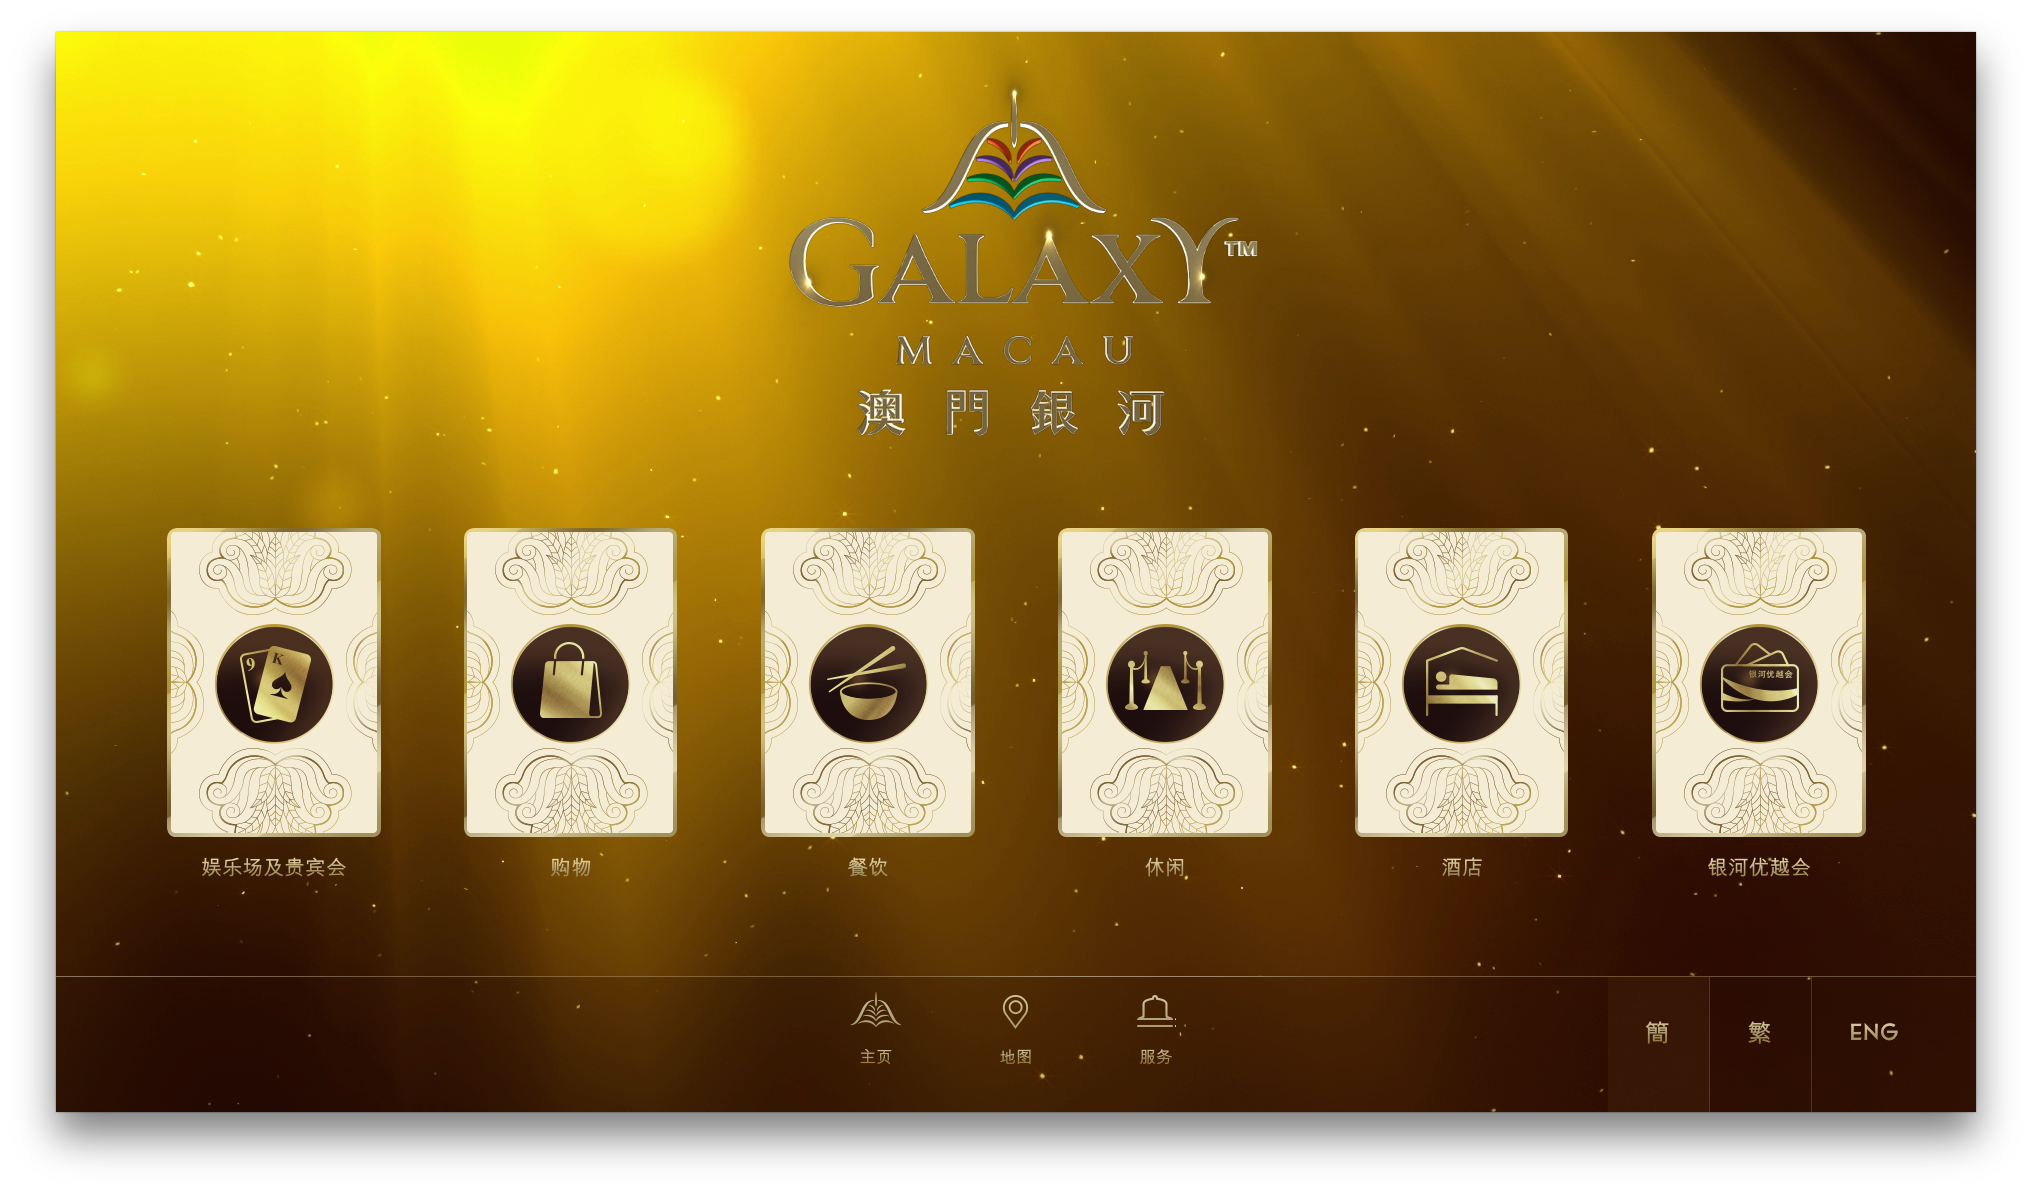 GALAXY™
MACAU
澳門銀河
9
K
银河优越会
娱乐场及贵宾会
购物
餐饮
休闲
酒店
银河优越会
主页
地图
服务
簡
繁
ENG